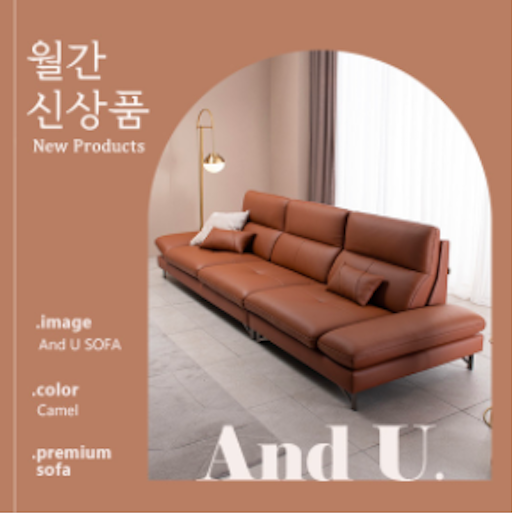 월간
신상품
New Products
.image
And U SOFA
.color
Camel
.premium
sofa
And U.